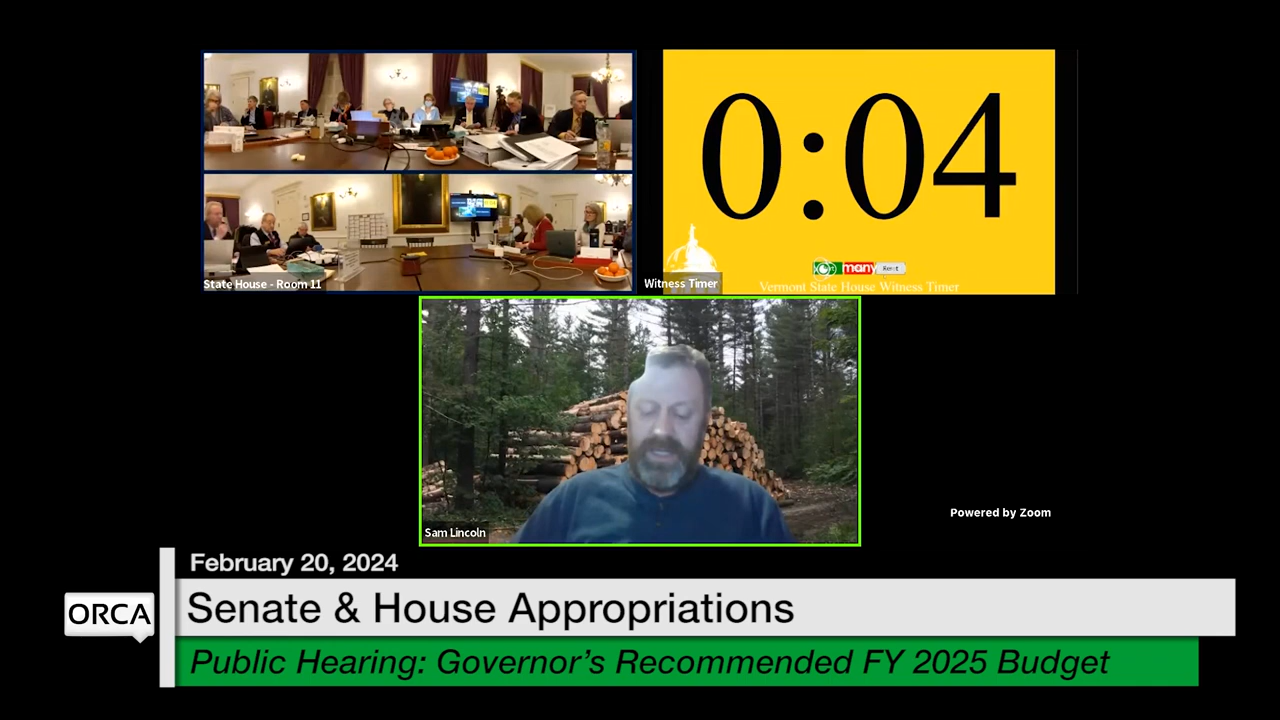 0:04
many
State House - Room 11
Witness Timer
Vermont State House Witness Timer
Sam Lincoln
Powered by Zoom
February 20, 2024
ORCA
Senate & House Appropriations
Public Hearing: Governor's Recommended FY 2025 Budget